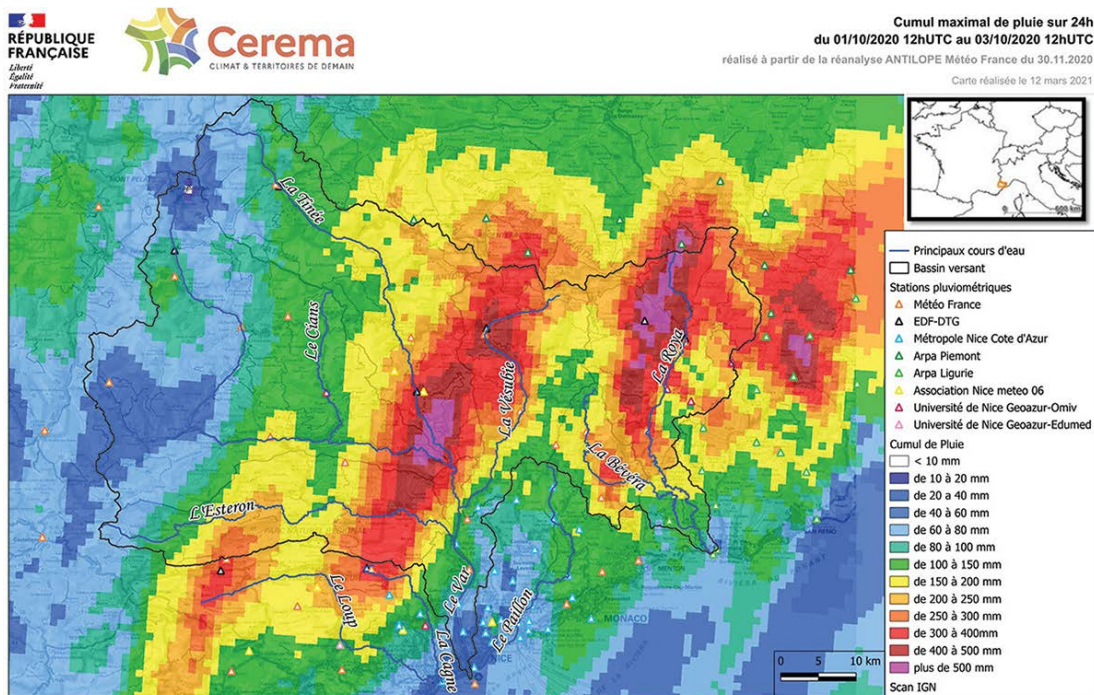 RÉPUBLIQUE
FRANÇAISE
Liberté
Égalité
Fraternité
Cerema
CLIMAT & TERRITOIRES DE DEMAIN
Cumul maximal de pluie sur 24h
du 01/10/2020 12hUTC au 03/10/2020 12hUTC
réalisé à partir de la réanalyse ANTILOPE Météo France du 30.11.2020
Carte réalisée le 12 mars 2021
La Tinée
Le Cians
La Vésubie
La Roya
La Bévéra
L'Esteron
Le Var
Le Loup
Le Paillon
La Cagne
MONACO
MENTON
NICE
0 600 km
0 5 10 km
Principaux cours d'eau
Bassin versant
Stations pluviométriques
Météo France
EDF-DTG
Métropole Nice Cote d'Azur
Arpa Piemont
Arpa Ligurie
Association Nice meteo 06
Université de Nice Geoazur-Omiv
Université de Nice Geoazur-Edumed
Cumul de Pluie
< 10 mm
de 10 à 20 mm
de 20 a 40 mm
de 40 à 60 mm
de 60 à 80 mm
de 80 à 100 mm
de 100 à 150 mm
de 150 à 200 mm
de 200 à 250 mm
de 250 à 300 mm
de 300 à 400mm
de 400 à 500 mm
plus de 500 mm
Scan IGN